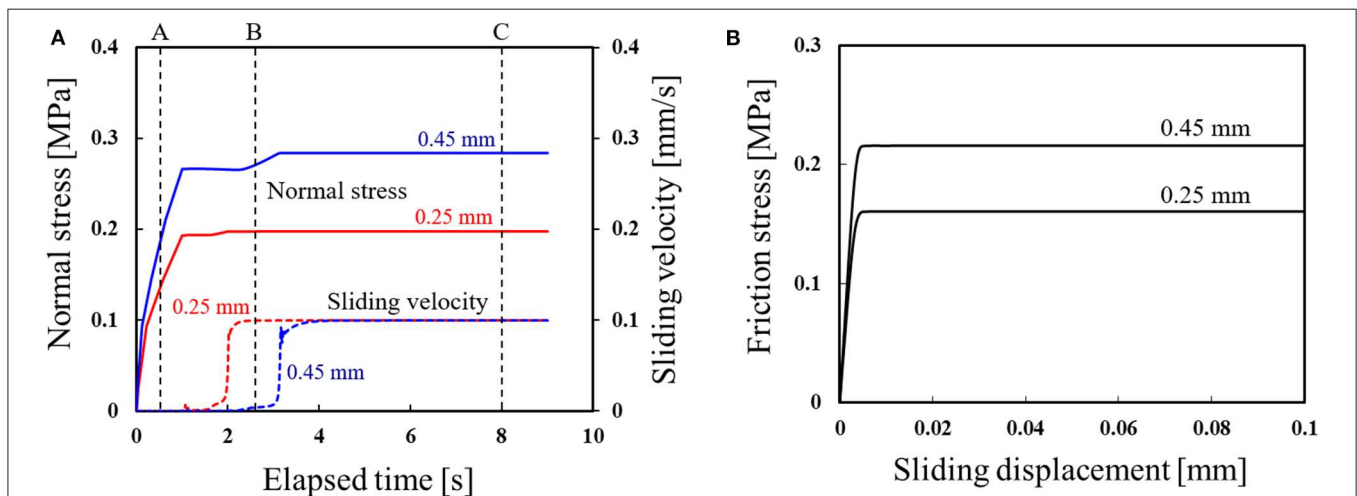 A
A
B
C
0.4
0.3
0.2
0.1
0
Normal stress [MPa]
0.45 mm
Normal stress
0.25 mm
0.25 mm
Sliding velocity
0.45 mm
0.4
0.3
0.2
0.1
0
Sliding velocity [mm/s]
0 2 4 6 8 10
Elapsed time [s]
B
0.3
0.2
0.1
0
Friction stress [MPa]
0.45 mm
0.25 mm
0 0.02 0.04 0.06 0.08 0.1
Sliding displacement [mm]